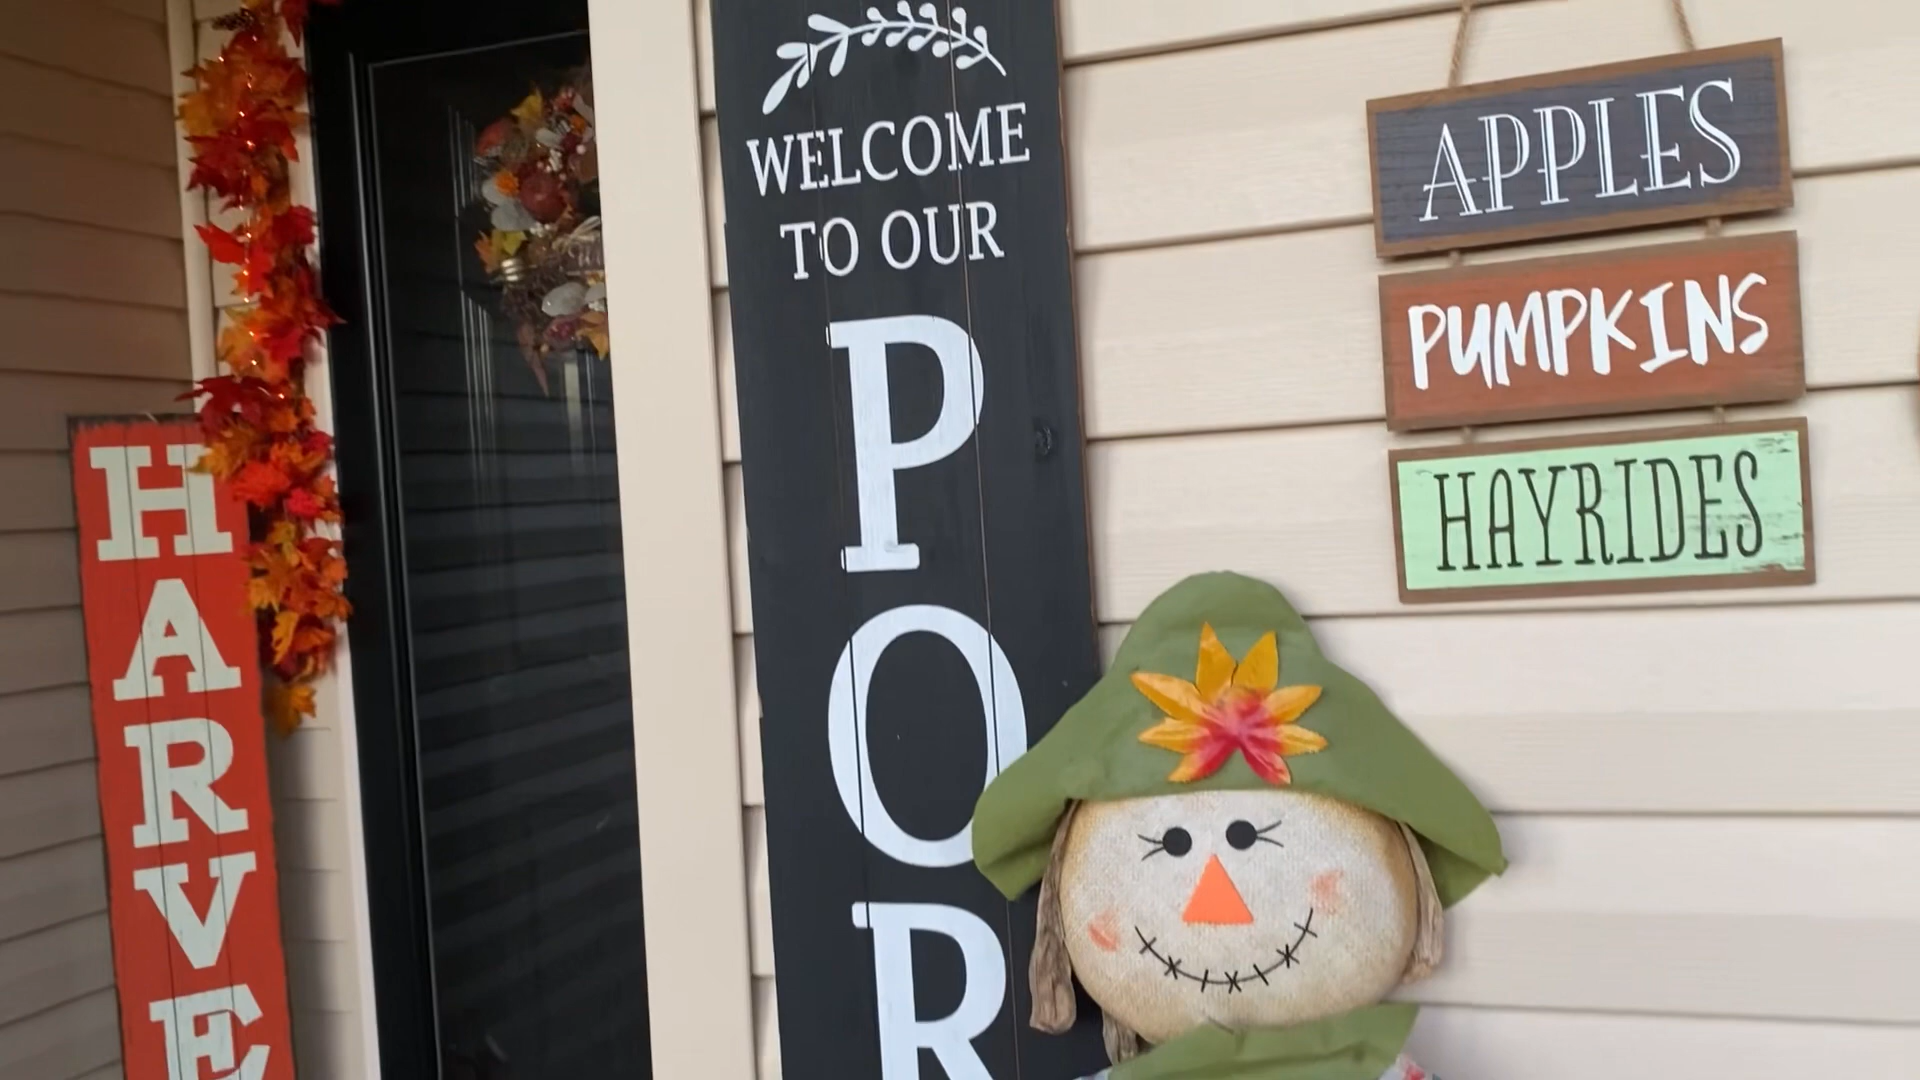 HARVE
WELCOME
TO OUR
POR
APPLES
PUMPKINS
HAYRIDES